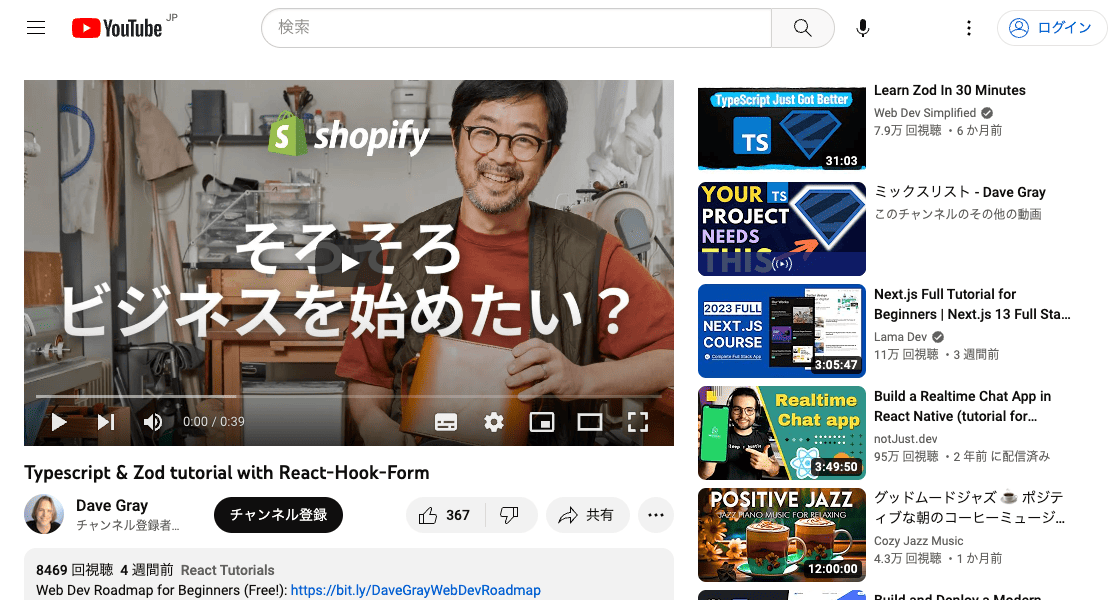 YouTube JP
検索
ログイン
shopify
そろそろ
ビジネスを始めたい？
0:00 / 0:39
Typescript & Zod tutorial with React-Hook-Form
Dave Gray
チャンネル登録者…
チャンネル登録
367
共有
8469 回視聴 4 週間前 React Tutorials
Web Dev Roadmap for Beginners (Free!): https://bit.ly/DaveGrayWebDevRoadmap
TypeScript Just Got Better
TS
31:03
Learn Zod In 30 Minutes
Web Dev Simplified
7.9万 回視聴 ・6 か月前
YOUR TS
PROJECT
NEEDS
THIS
ミックスリスト - Dave Gray
このチャンネルのその他の動画
2023 FULL
NEXT.JS
COURSE
Complete Full Stack App
3:05:47
Next.js Full Tutorial for
Beginners | Next.js 13 Full Sta...
Lama Dev
11万 回視聴 ・3 週間前
Realtime
Chat app
3:49:50
Build a Realtime Chat App in
React Native (tutorial for...
notJust.dev
95万 回視聴 ・2 年前 に配信済み
POSITIVE JAZZ
JAZZ PIANO MUSIC FOR RELAXING
12:00:00
グッドムードジャズ ☕ ポジテ
ィブな朝のコーヒーミュージ...
Cozy Jazz Music
4.3万 回視聴 ・1 か月前
Build and Deploy a Modern